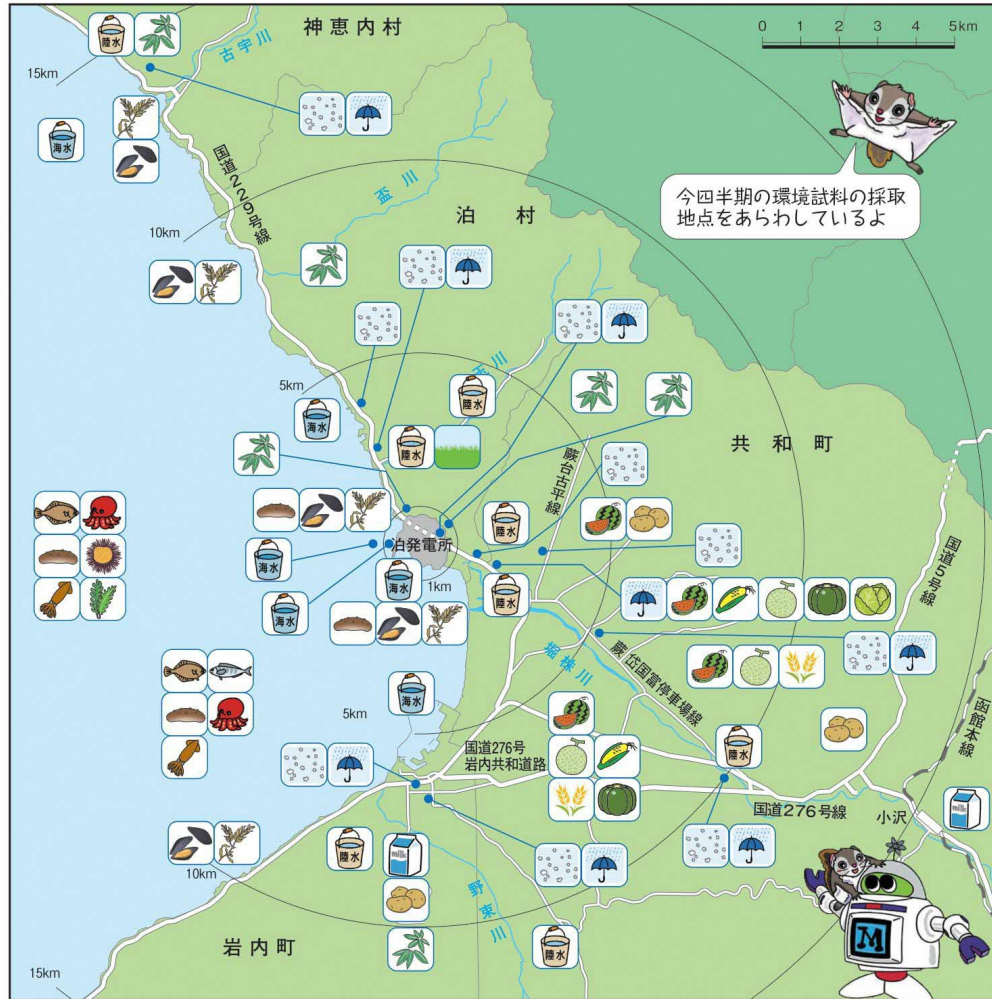 神恵内村
0 1 2 3 4 5km
陸水
古宇川
15km
海水
国道229号線
盃川
今四半期の環境試料の採取
地点をあらわしているよ
泊村
10km
玉川
5km
陸水
海水
陸水
共和町
蕨台古平線
陸水
泊発電所
海水
国道5号線
海水
1km
陸水
海水
堀株川
蕨岱国富停車場線
海水
函館本線
5km
国道276号
岩内共和道路
陸水
国道276号線
小沢
milk
陸水
milk
10km
野束川
陸水
岩内町
M
15km